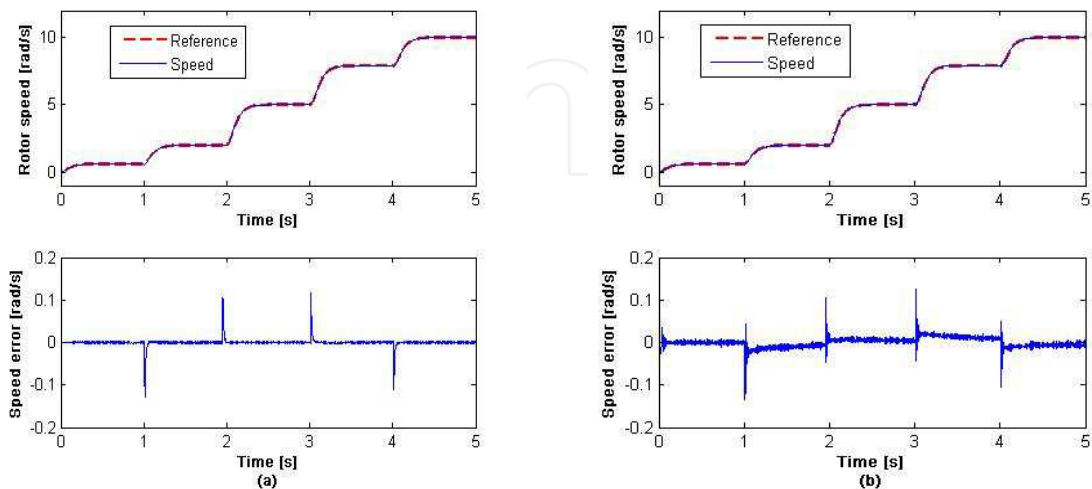 10
5
0
Rotor speed [rad/s]
Reference
Speed
0 1 2 3 4 5
Time [s]
0.2
0.1
0
-0.1
-0.2
Speed error [rad/s]
0 1 2 3 4 5
Time [s]
(a)
10
5
0
Rotor speed [rad/s]
Reference
Speed
0 1 2 3 4 5
Time [s]
0.2
0.1
0
-0.1
-0.2
Speed error [rad/s]
0 1 2 3 4 5
Time [s]
(b)